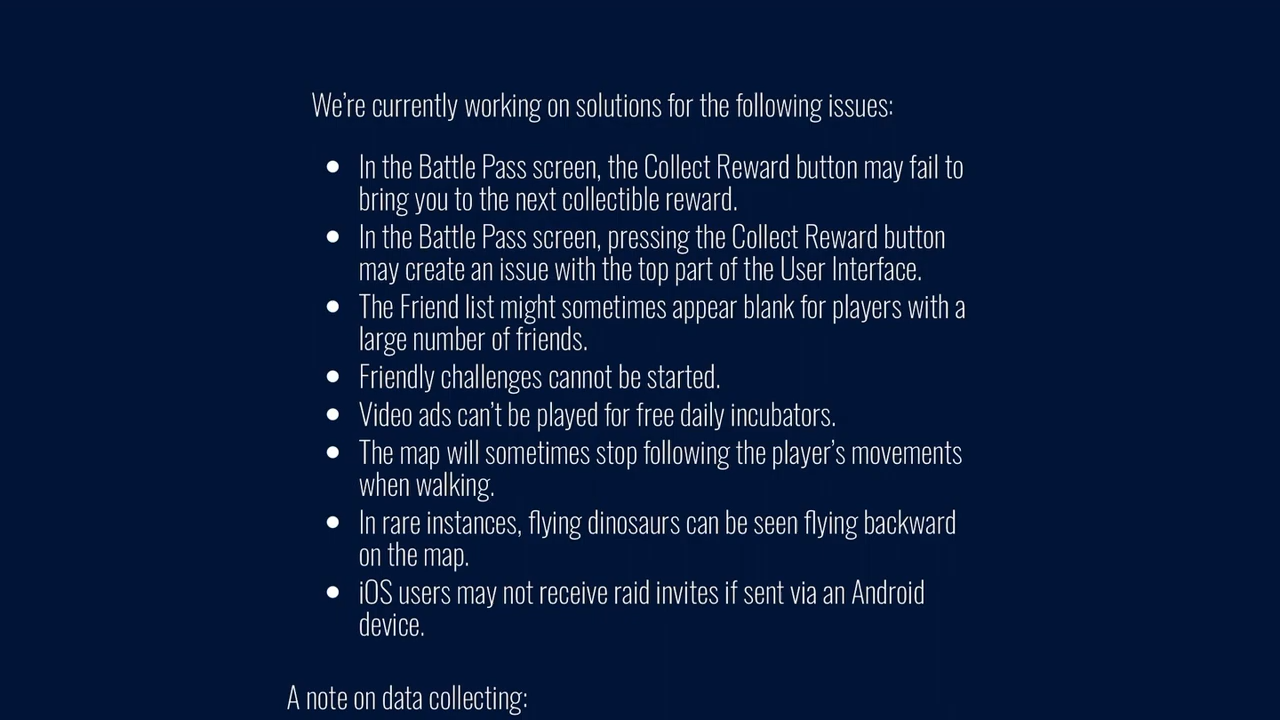 We're currently working on solutions for the following issues:
• In the Battle Pass screen, the Collect Reward button may fail to
bring you to the next collectible reward.
• In the Battle Pass screen, pressing the Collect Reward button
may create an issue with the top part of the User Interface.
• The Friend list might sometimes appear blank for players with a
large number of friends.
• Friendly challenges cannot be started.
• Video ads can't be played for free daily incubators.
• The map will sometimes stop following the player's movements
when walking.
• In rare instances, flying dinosaurs can be seen flying backward
on the map.
• iOS users may not receive raid invites if sent via an Android
device.
A note on data collecting: